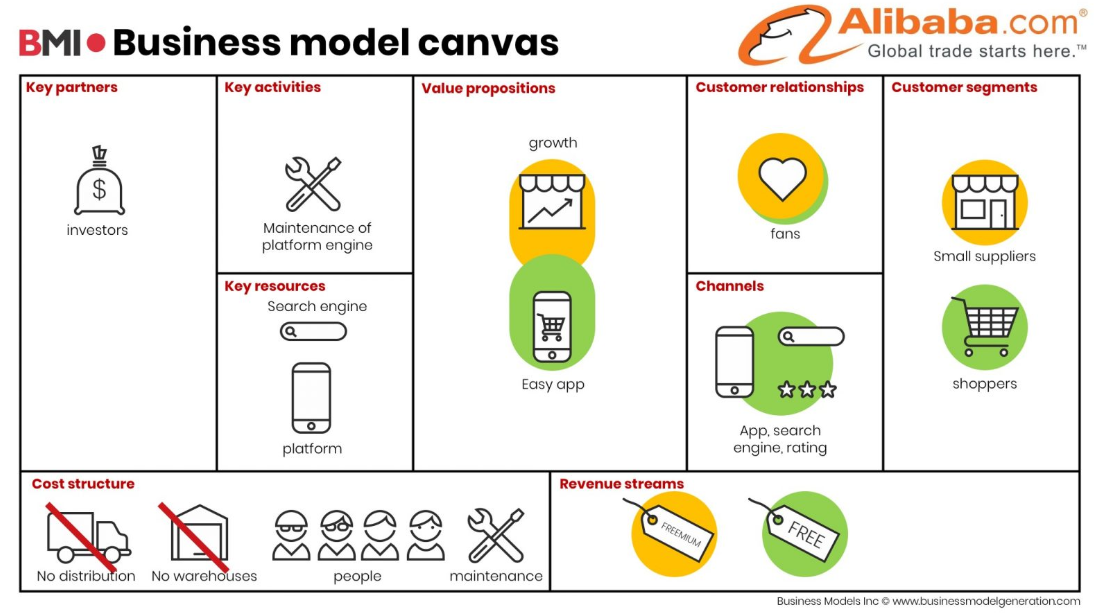 BMI Business model canvas
Alibaba.com®
Global trade starts here.™
Key partners
$
investors
Key activities
Maintenance of
platform engine
Key resources
Search engine
platform
Value propositions
growth
Easy app
Customer relationships
fans
Channels
App, search
engine, rating
Customer segments
Small suppliers
shoppers
Cost structure
No distribution
No warehouses
people
maintenance
Revenue streams
FREEMIUM
FREE
Business Models Inc © www.businessmodelgeneration.com